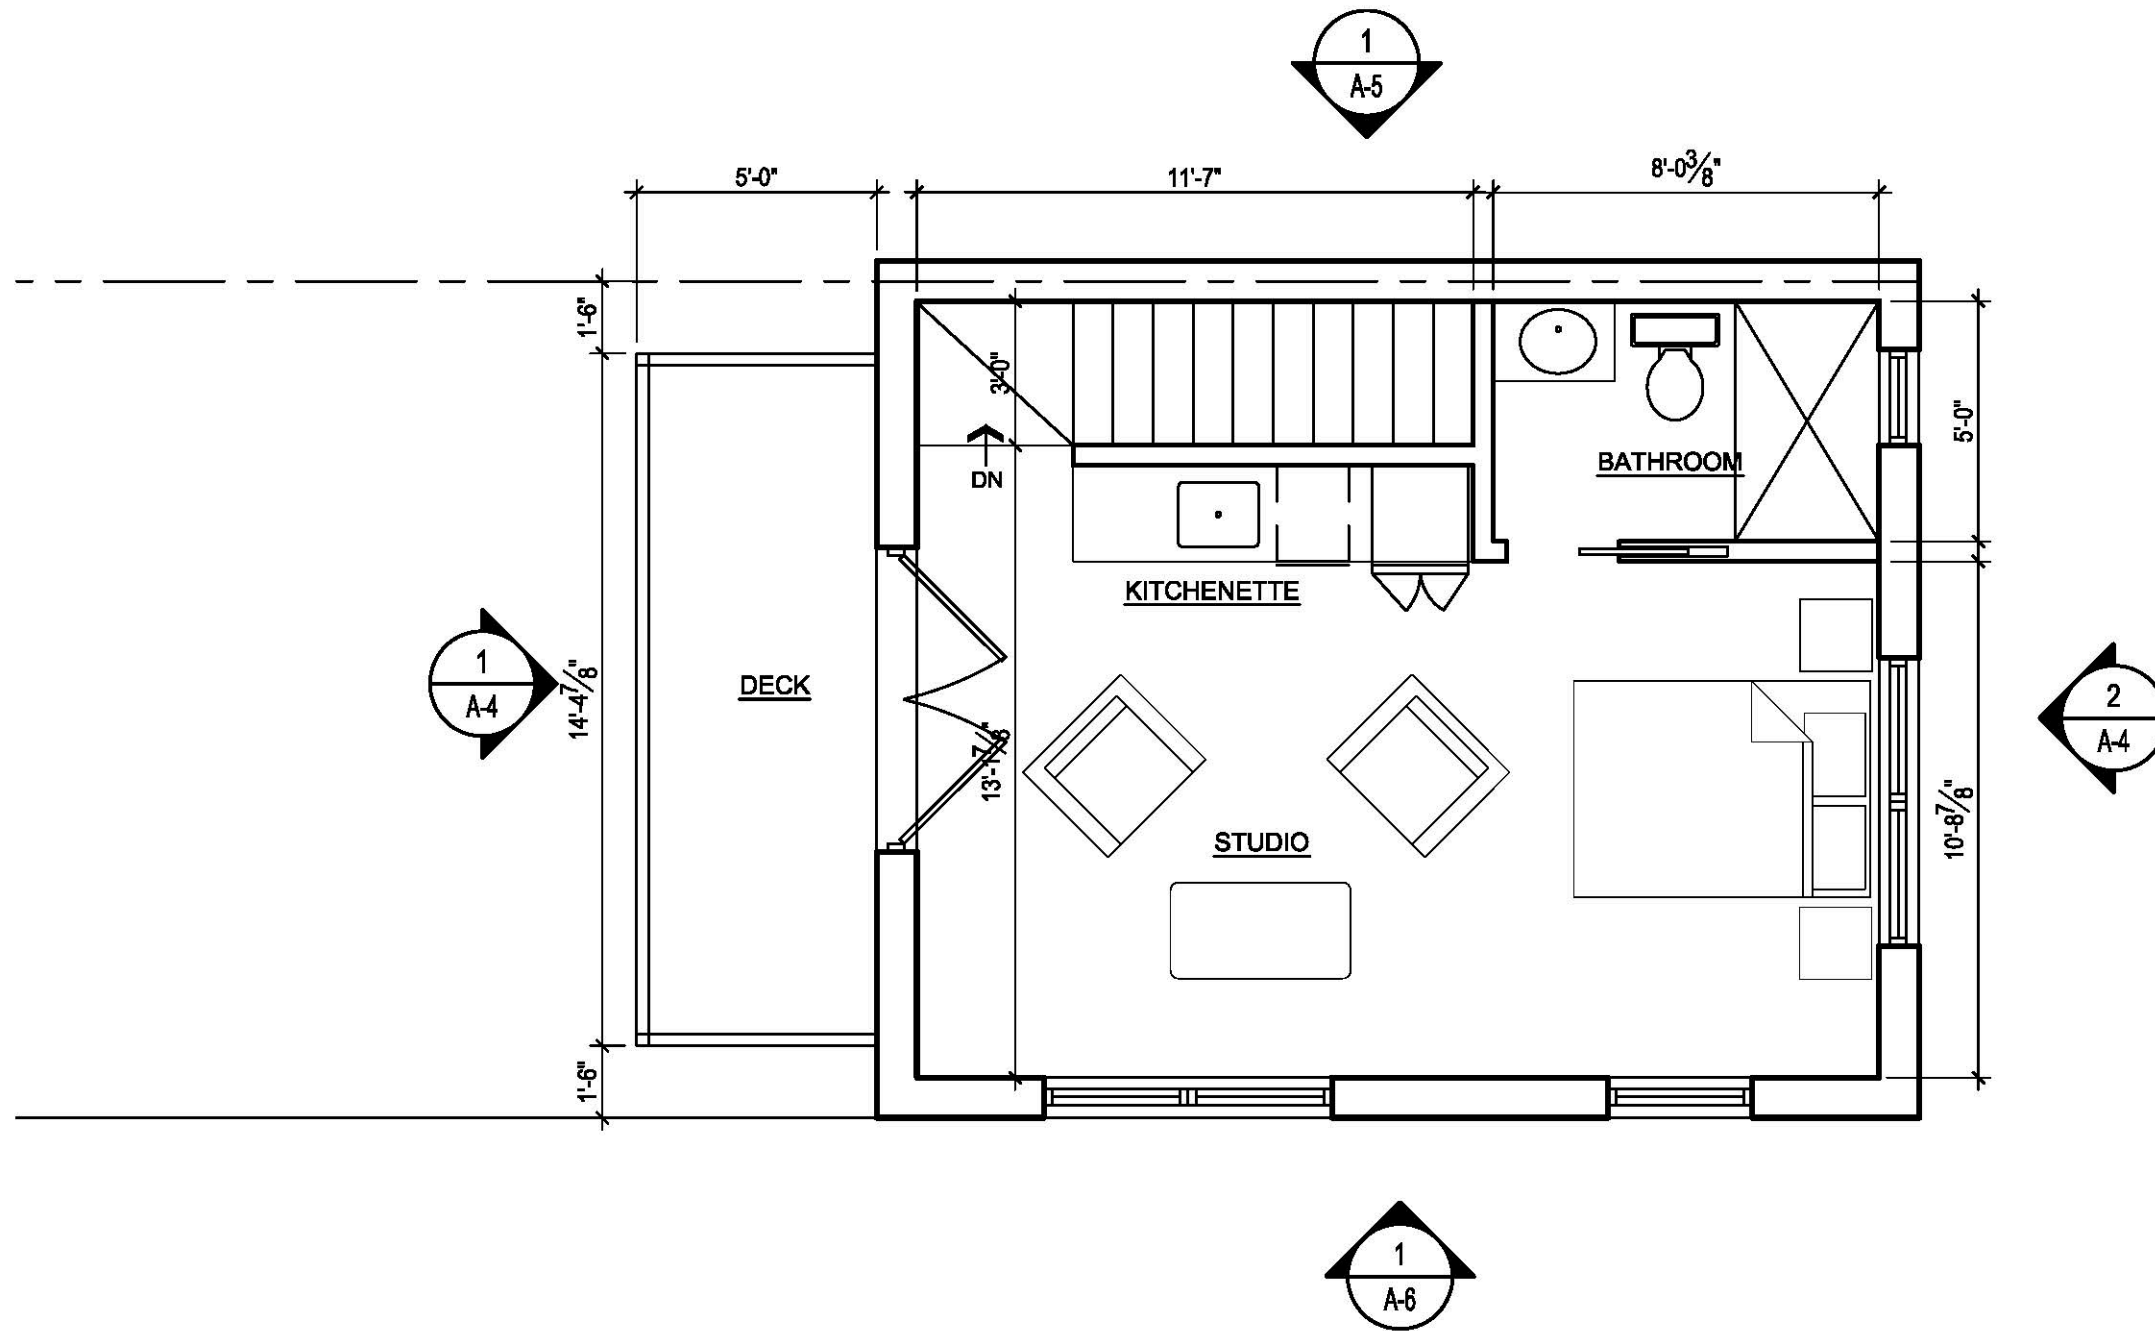 1
A-5
5'-0"
11'-7"
8'-0 3/8"
1'-6"
3'-0"
DN
BATHROOM
5'-0"
KITCHENETTE
1
A-4
14'-4 7/8"
DECK
13'-1 7/8"
2
A-4
10'-8 7/8"
STUDIO
1'-6"
1
A-6